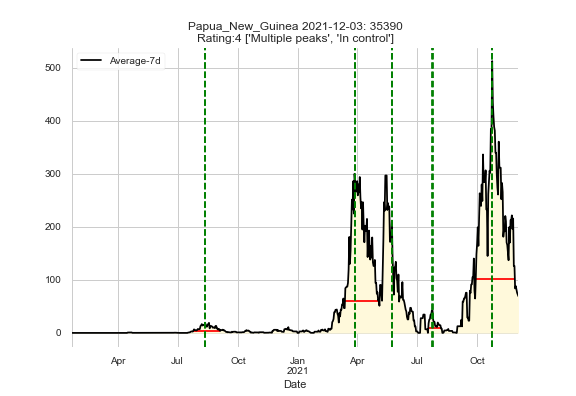 Papua_New_Guinea 2021-12-03: 35390
Rating:4 ['Multiple peaks', 'In control']
Average-7d
500
400
300
200
100
0
Apr Jul Oct Jan Apr Jul Oct
2021
Date